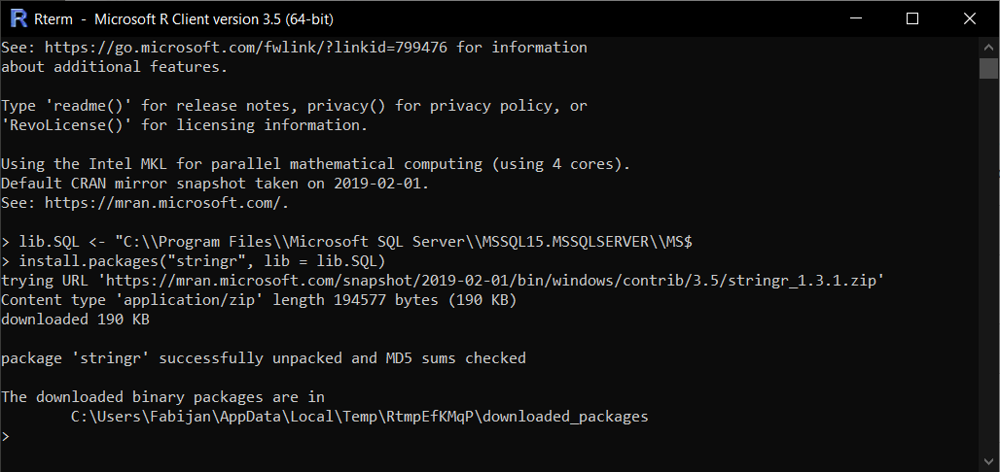 Rterm - Microsoft R Client version 3.5 (64-bit)
See: https://go.microsoft.com/fwlink/?linkid=799476 for information
about additional features.
Type 'readme()' for release notes, privacy() for privacy policy, or
'RevoLicense()' for licensing information.
Using the Intel MKL for parallel mathematical computing (using 4 cores).
Default CRAN mirror snapshot taken on 2019-02-01.
See: https://mran.microsoft.com/.
> lib.SQL <- "C:\\Program Files\\Microsoft SQL Server\\MSSQL15.MSSQLSERVER\\MS$
> install.packages("stringr", lib = lib.SQL)
trying URL 'https://mran.microsoft.com/snapshot/2019-02-01/bin/windows/contrib/3.5/stringr_1.3.1.zip'
Content type 'application/zip' length 194577 bytes (190 KB)
downloaded 190 KB
package 'stringr' successfully unpacked and MD5 sums checked
The downloaded binary packages are in
        C:\Users\Fabijan\AppData\Local\Temp\RtmpEfKMqP\downloaded_packages
>